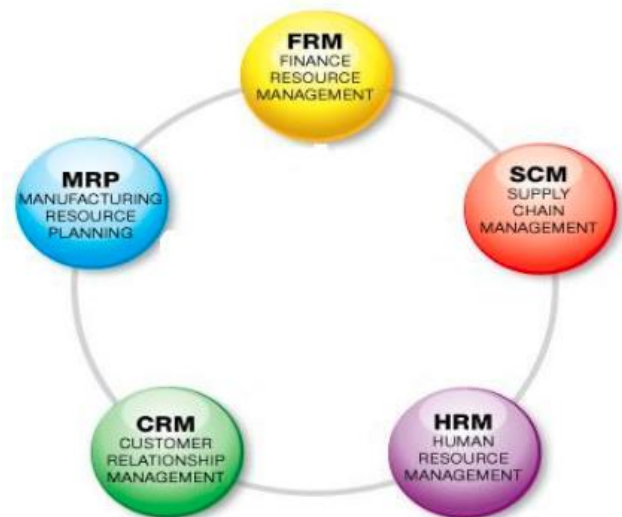 FRM
FINANCE
RESOURCE
MANAGEMENT
SCM
SUPPLY
CHAIN
MANAGEMENT
HRM
HUMAN
RESOURCE
MANAGEMENT
CRM
CUSTOMER
RELATIONSHIP
MANAGEMENT
MRP
MANUFACTURING
RESOURCE
PLANNING